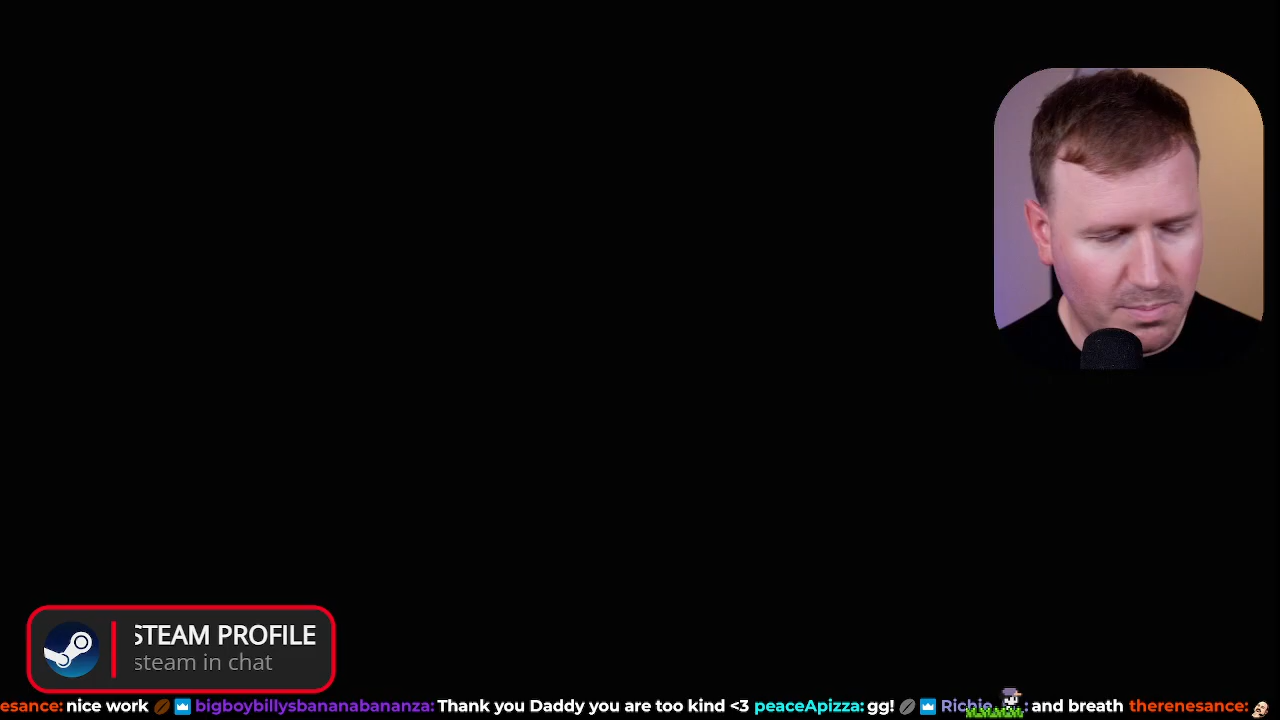 STEAM PROFILE
steam in chat
esance: nice work bigboybillysbananabananza: Thank you Daddy you are too kind <3 peaceApizza: gg! Richie : and breath therenesance: